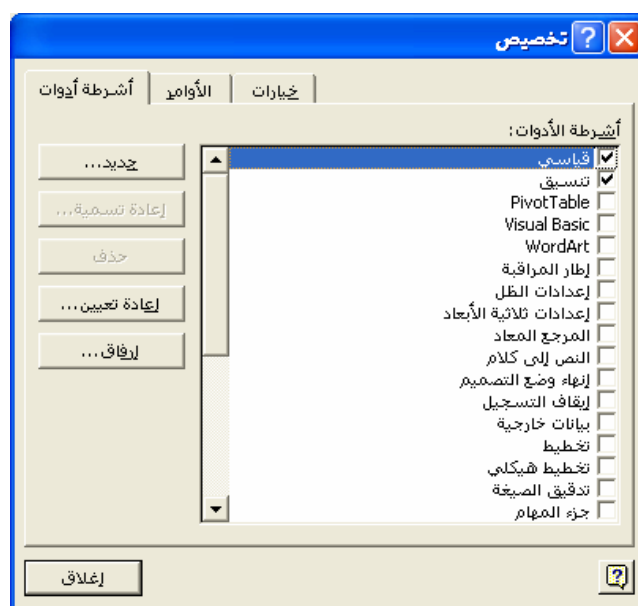 تخصيص
أشرطة أدوات
الأوامر
خيارات
أشرطة الأدوات:
قياسي
تنسيق
PivotTable
Visual Basic
WordArt
إطار المراقبة
إعدادات الظل
إعدادات ثلاثية الأبعاد
المرجع المعاد
النص إلى كلام
إنهاء وضع التصميم
إيقاف التسجيل
بيانات خارجية
تخطيط
تخطيط هيكلي
تدقيق الصيغة
جزء المهام
جديد...
إعادة تسمية...
حذف
إعادة تعيين...
إرفاق...
إغلاق